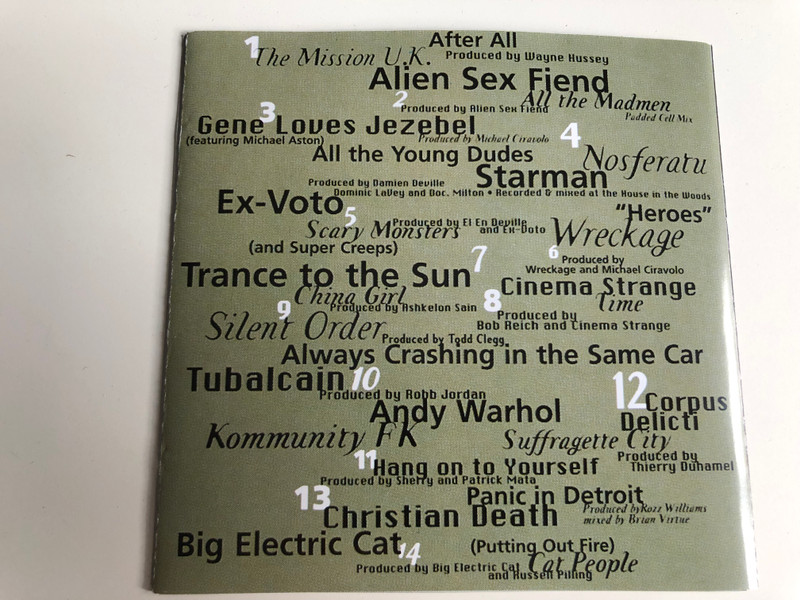 After All
1 The Mission U.K. Produced by Wayne Hussey
Alien Sex Fiend
2 All the Madmen
Produced by Alien Sex Fiend
Padded Cell Mix
3 Gene Loves Jezebel
(featuring Michael Aston) Produced by Michael Ciravolo
4 All the Young Dudes Nosferatu
Starman
Produced by Damien Deville
Dominic LaVey and Doc. Milton • Recorded & mixed at the House in the Woods
Ex-Voto "Heroes"
5 Produced by El En Deville
Scary Monsters and Ex-Voto Wreckage
(and Super Creeps) 6 Produced by
Wreckage and Michael Ciravolo
Trance to the Sun 7
China Girl 8 Cinema Strange
Produced by Ashkelon Sain Time
9 Silent Order Produced by
Bob Reich and Cinema Strange
Produced by Todd Clegg
Always Crashing in the Same Car
Tubalcain 10
Produced by Robb Jordan 12 Corpus
Andy Warhol Delicti
Kommunity FK Suffragette City
Produced by
11 Hang on to Yourself Thierry Duhamel
Produced by Sherry and Patrick Mata
13 Panic in Detroit
Christian Death Produced by Rozz Williams
mixed by Brian Virtue
Big Electric Cat 14 (Putting Out Fire)
Cat People
Produced by Big Electric Cat
and Russell Pilling